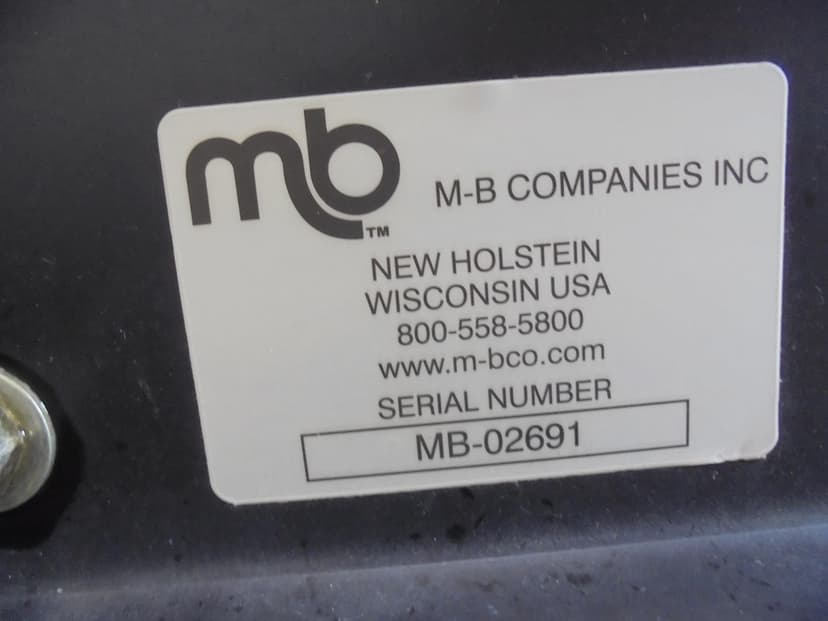 mb TM
M-B COMPANIES INC
NEW HOLSTEIN
WISCONSIN USA
800-558-5800
www.m-bco.com
SERIAL NUMBER
MB-02691